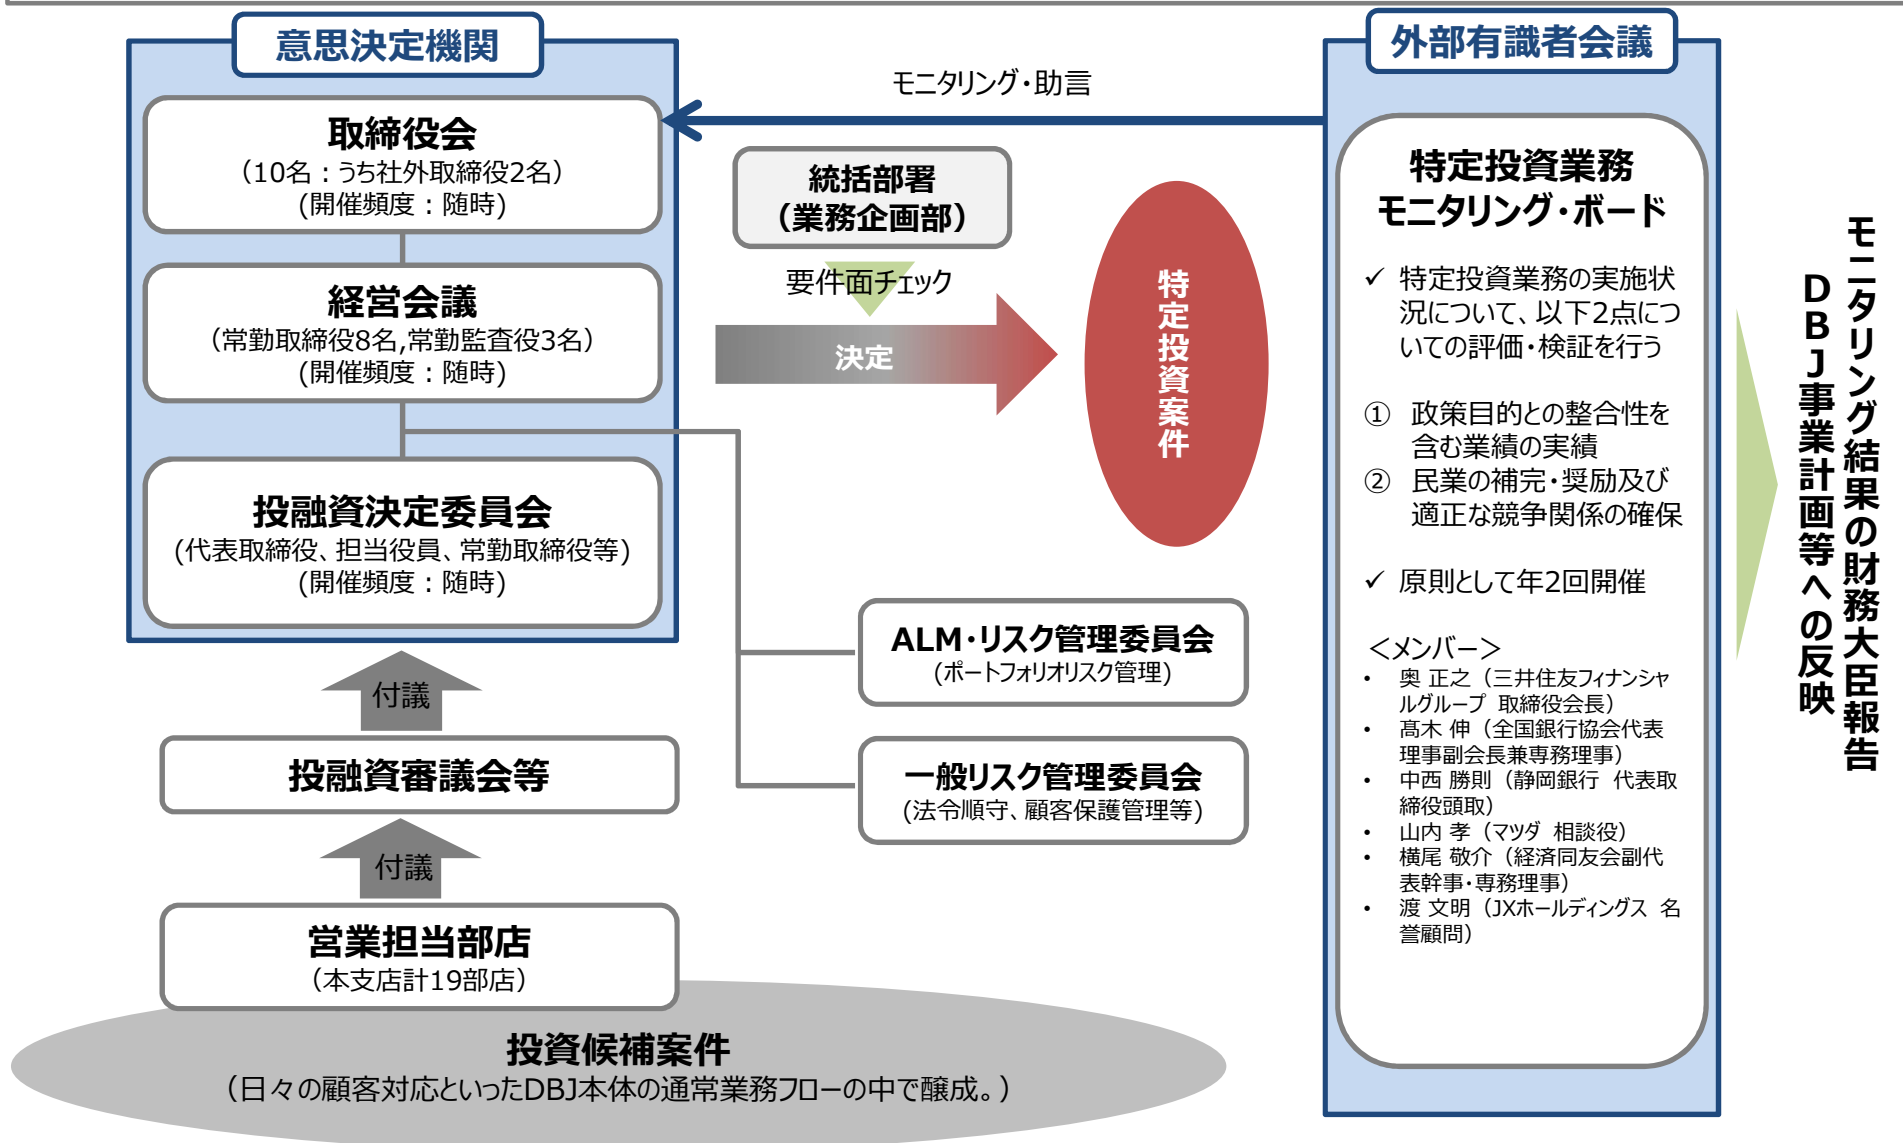 意思決定機関
取締役会
（10名：うち社外取締役2名）
(開催頻度：随時)
経営会議
（常勤取締役8名,常勤監査役3名）
(開催頻度：随時)
投融資決定委員会
(代表取締役、担当役員、常勤取締役等)
(開催頻度：随時)
付議
投融資審議会等
付議
営業担当部店
（本支店計19部店）
投資候補案件
（日々の顧客対応といったDBJ本体の通常業務フローの中で醸成。）
モニタリング・助言
統括部署
（業務企画部）
要件面チェック
決定
特定投資案件
ALM・リスク管理委員会
(ポートフォリオリスク管理)
一般リスク管理委員会
(法令順守、顧客保護管理等)
外部有識者会議
特定投資業務
モニタリング・ボード
✓ 特定投資業務の実施状
況について、以下2点につ
いての評価・検証を行う
① 政策目的との整合性を
含む業績の実績
② 民業の補完・奨励及び
適正な競争関係の確保
✓ 原則として年2回開催
＜メンバー＞
• 奥 正之（三井住友フィナンシャ
ルグループ 取締役会長）
• 髙木 伸（全国銀行協会代表
理事副会長兼専務理事）
• 中西 勝則（静岡銀行 代表取
締役頭取）
• 山内 孝（マツダ 相談役）
• 横尾 敬介（経済同友会副代
表幹事・専務理事）
• 渡 文明（JXホールディングス 名
誉顧問）
モニタリング結果の財務大臣報告
DBJ事業計画等への反映